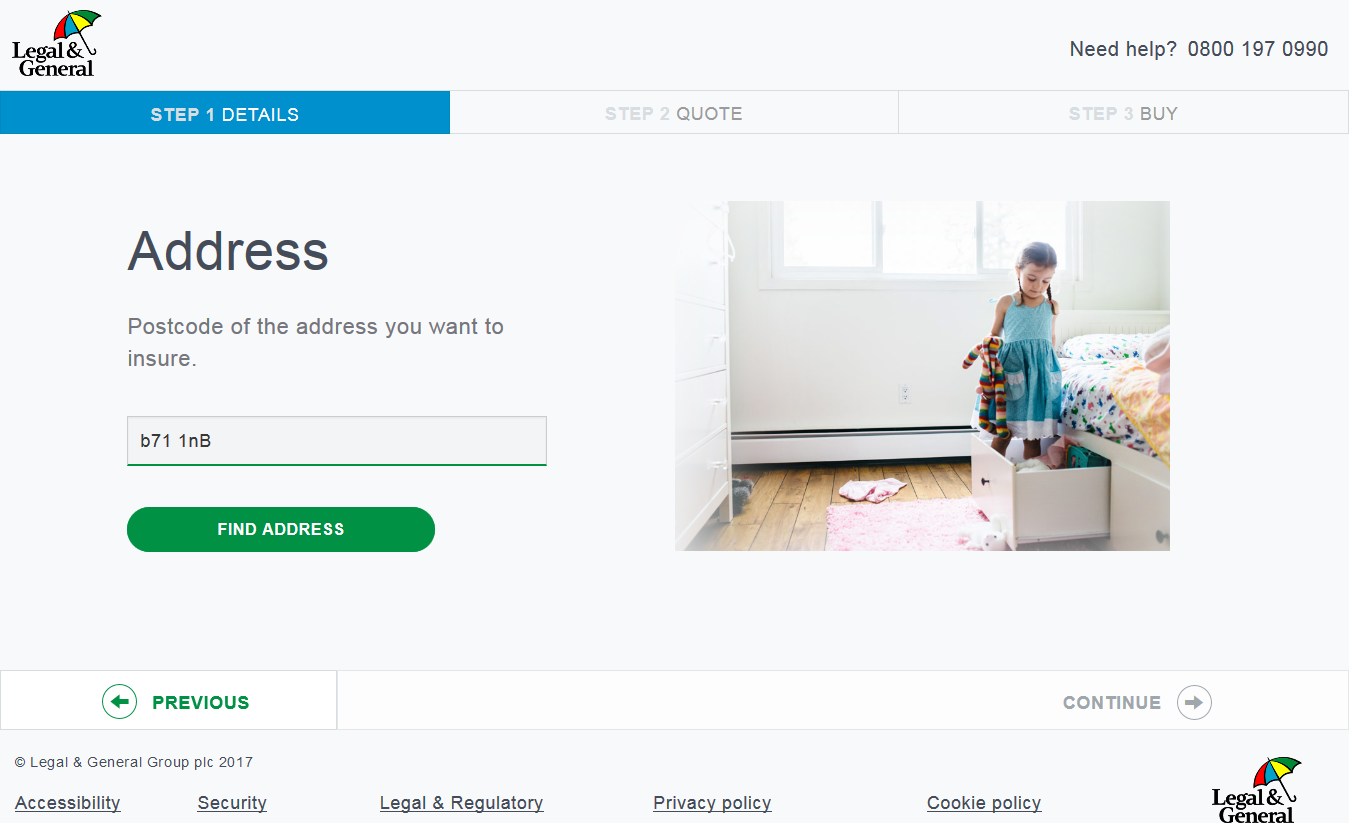 Legal &
General
Need help? 0800 197 0990
STEP 1 DETAILS
STEP 2 QUOTE
STEP 3 BUY
Address
Postcode of the address you want to
insure.
b71 1nB
FIND ADDRESS
PREVIOUS
CONTINUE
© Legal & General Group plc 2017
Accessibility
Security
Legal & Regulatory
Privacy policy
Cookie policy
Legal &
General